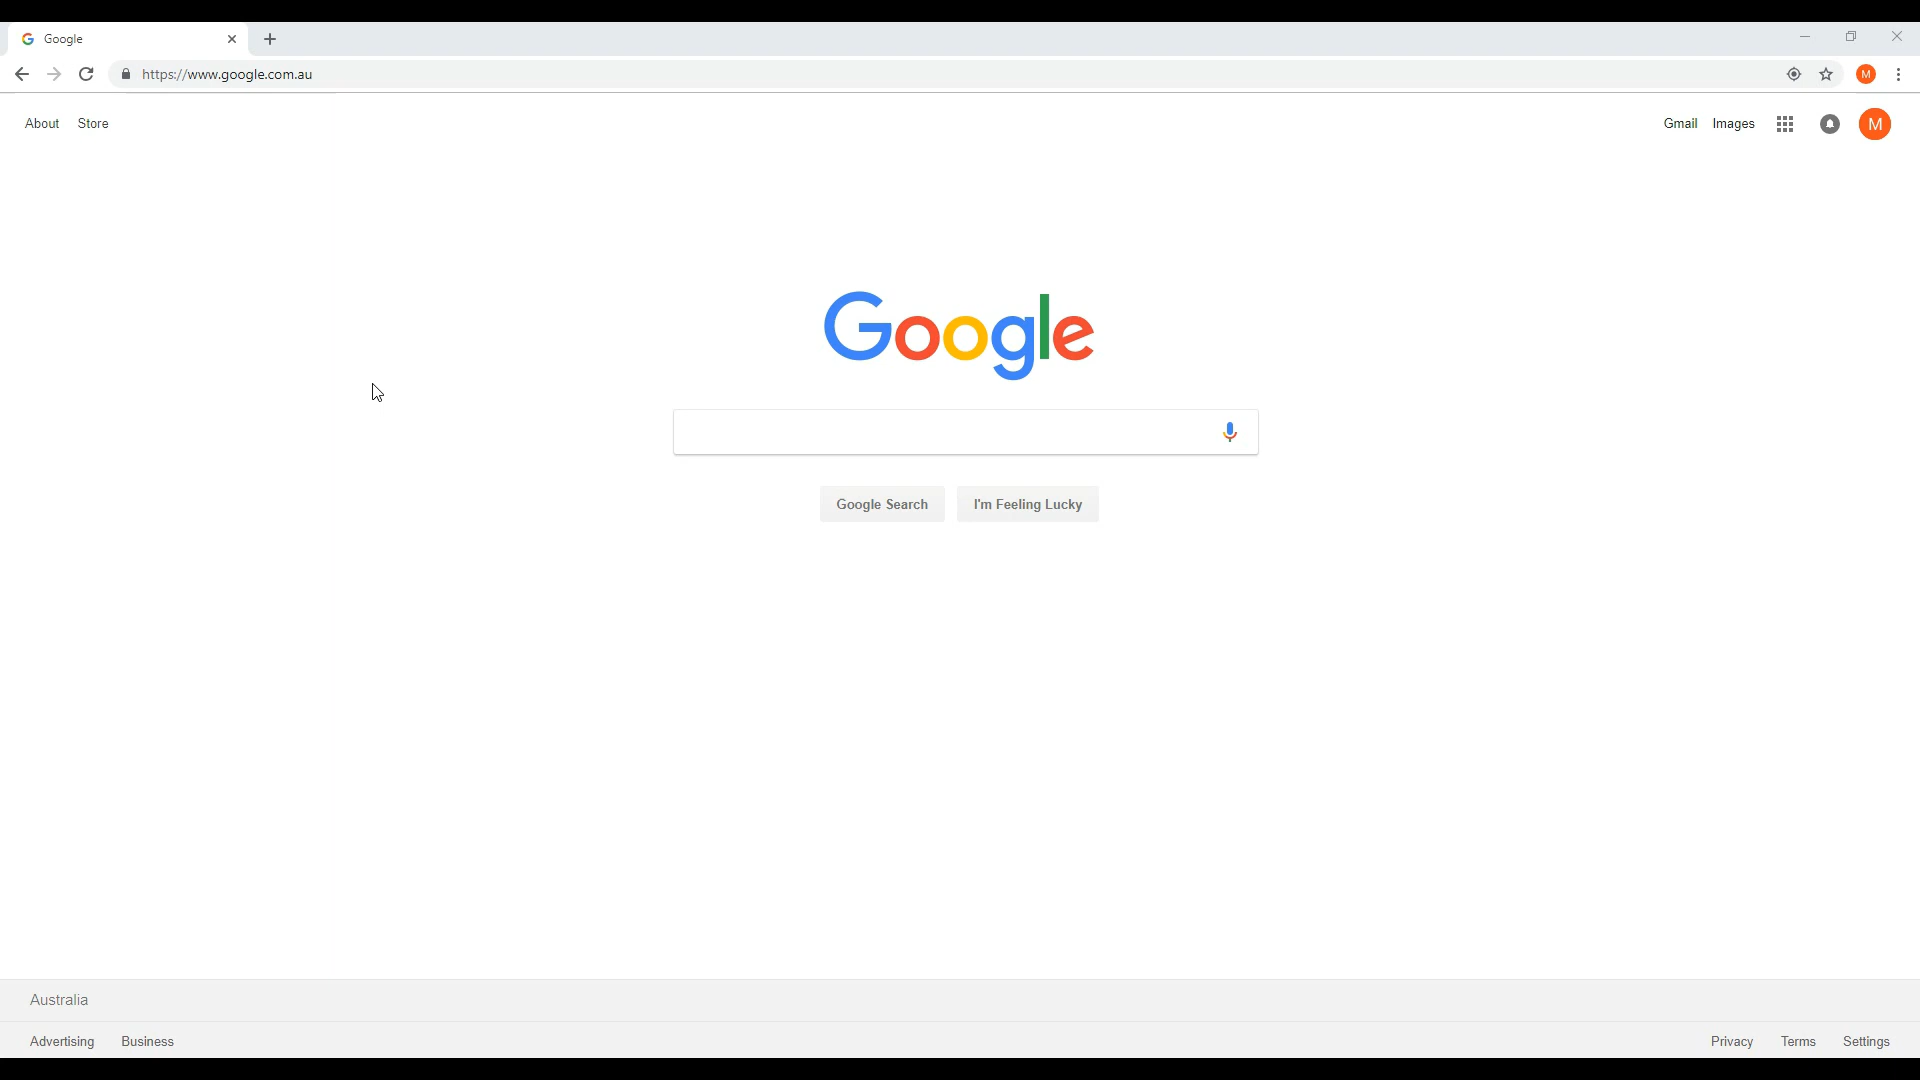 Google
https://www.google.com.au
M
About Store
Gmail Images
M
Google
Google Search I'm Feeling Lucky
Australia
Advertising Business
Privacy Terms Settings